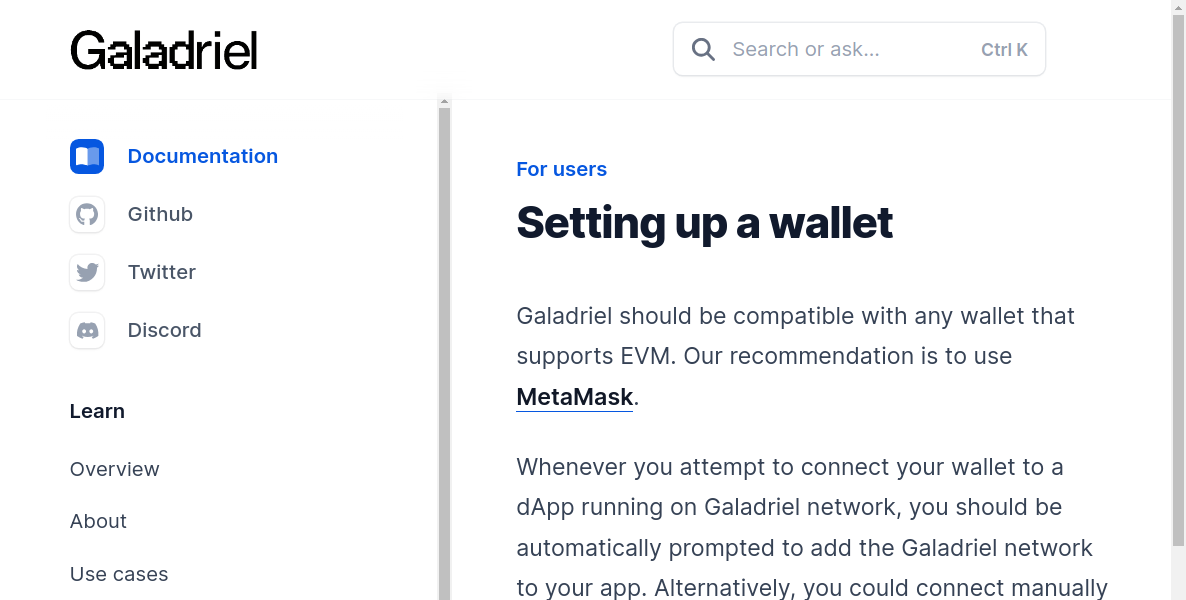 Galadriel
Search or ask...
Ctrl K
Documentation
Github
Twitter
Discord
Learn
Overview
About
Use cases
For users
Setting up a wallet
Galadriel should be compatible with any wallet that
supports EVM. Our recommendation is to use
MetaMask.
Whenever you attempt to connect your wallet to a
dApp running on Galadriel network, you should be
automatically prompted to add the Galadriel network
to your app. Alternatively, you could connect manually